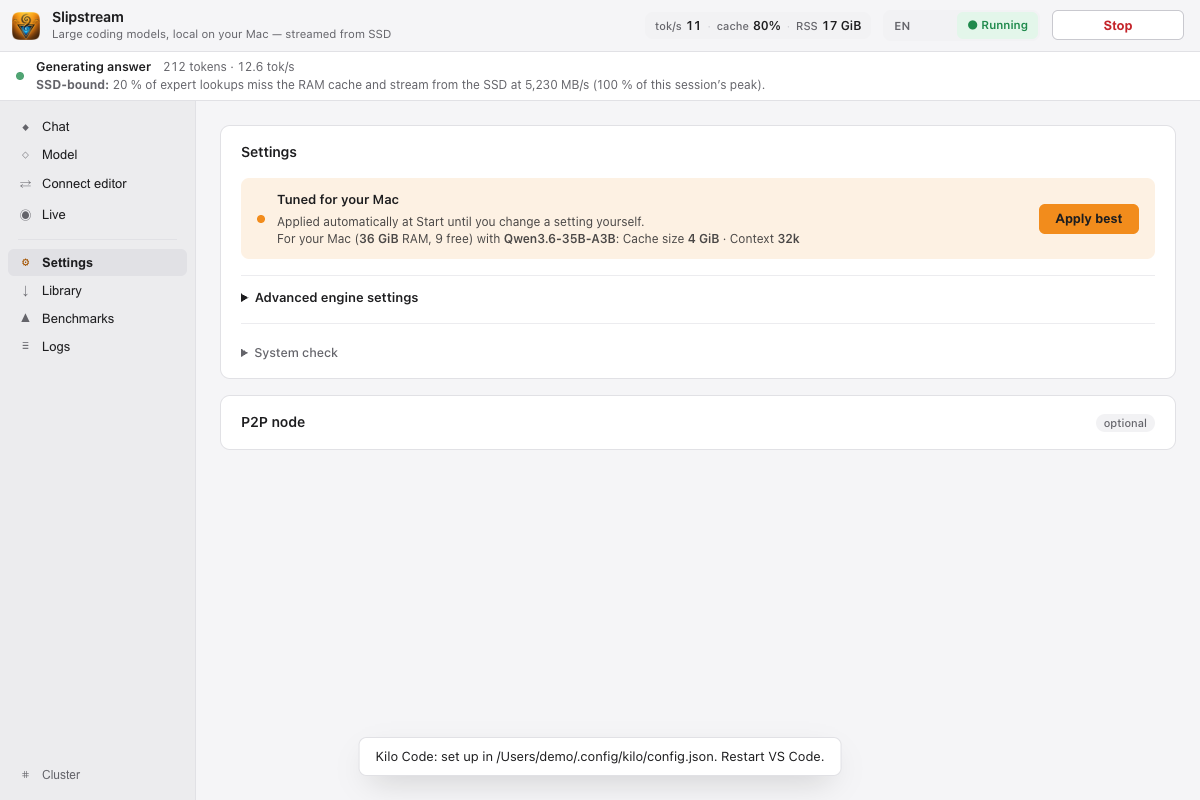 Slipstream
Large coding models, local on your Mac — streamed from SSD
tok/s 11 · cache 80% · RSS 17 GiB
EN
Running
Stop
Generating answer 212 tokens · 12.6 tok/s
SSD-bound: 20 % of expert lookups miss the RAM cache and stream from the SSD at 5,230 MB/s (100 % of this session's peak).
Chat
Model
Connect editor
Live
Settings
Library
Benchmarks
Logs
Cluster
Settings
Tuned for your Mac
Applied automatically at Start until you change a setting yourself.
For your Mac (36 GiB RAM, 9 free) with Qwen3.6-35B-A3B: Cache size 4 GiB · Context 32k
Apply best
Advanced engine settings
System check
P2P node
optional
Kilo Code: set up in /Users/demo/.config/kilo/config.json. Restart VS Code.